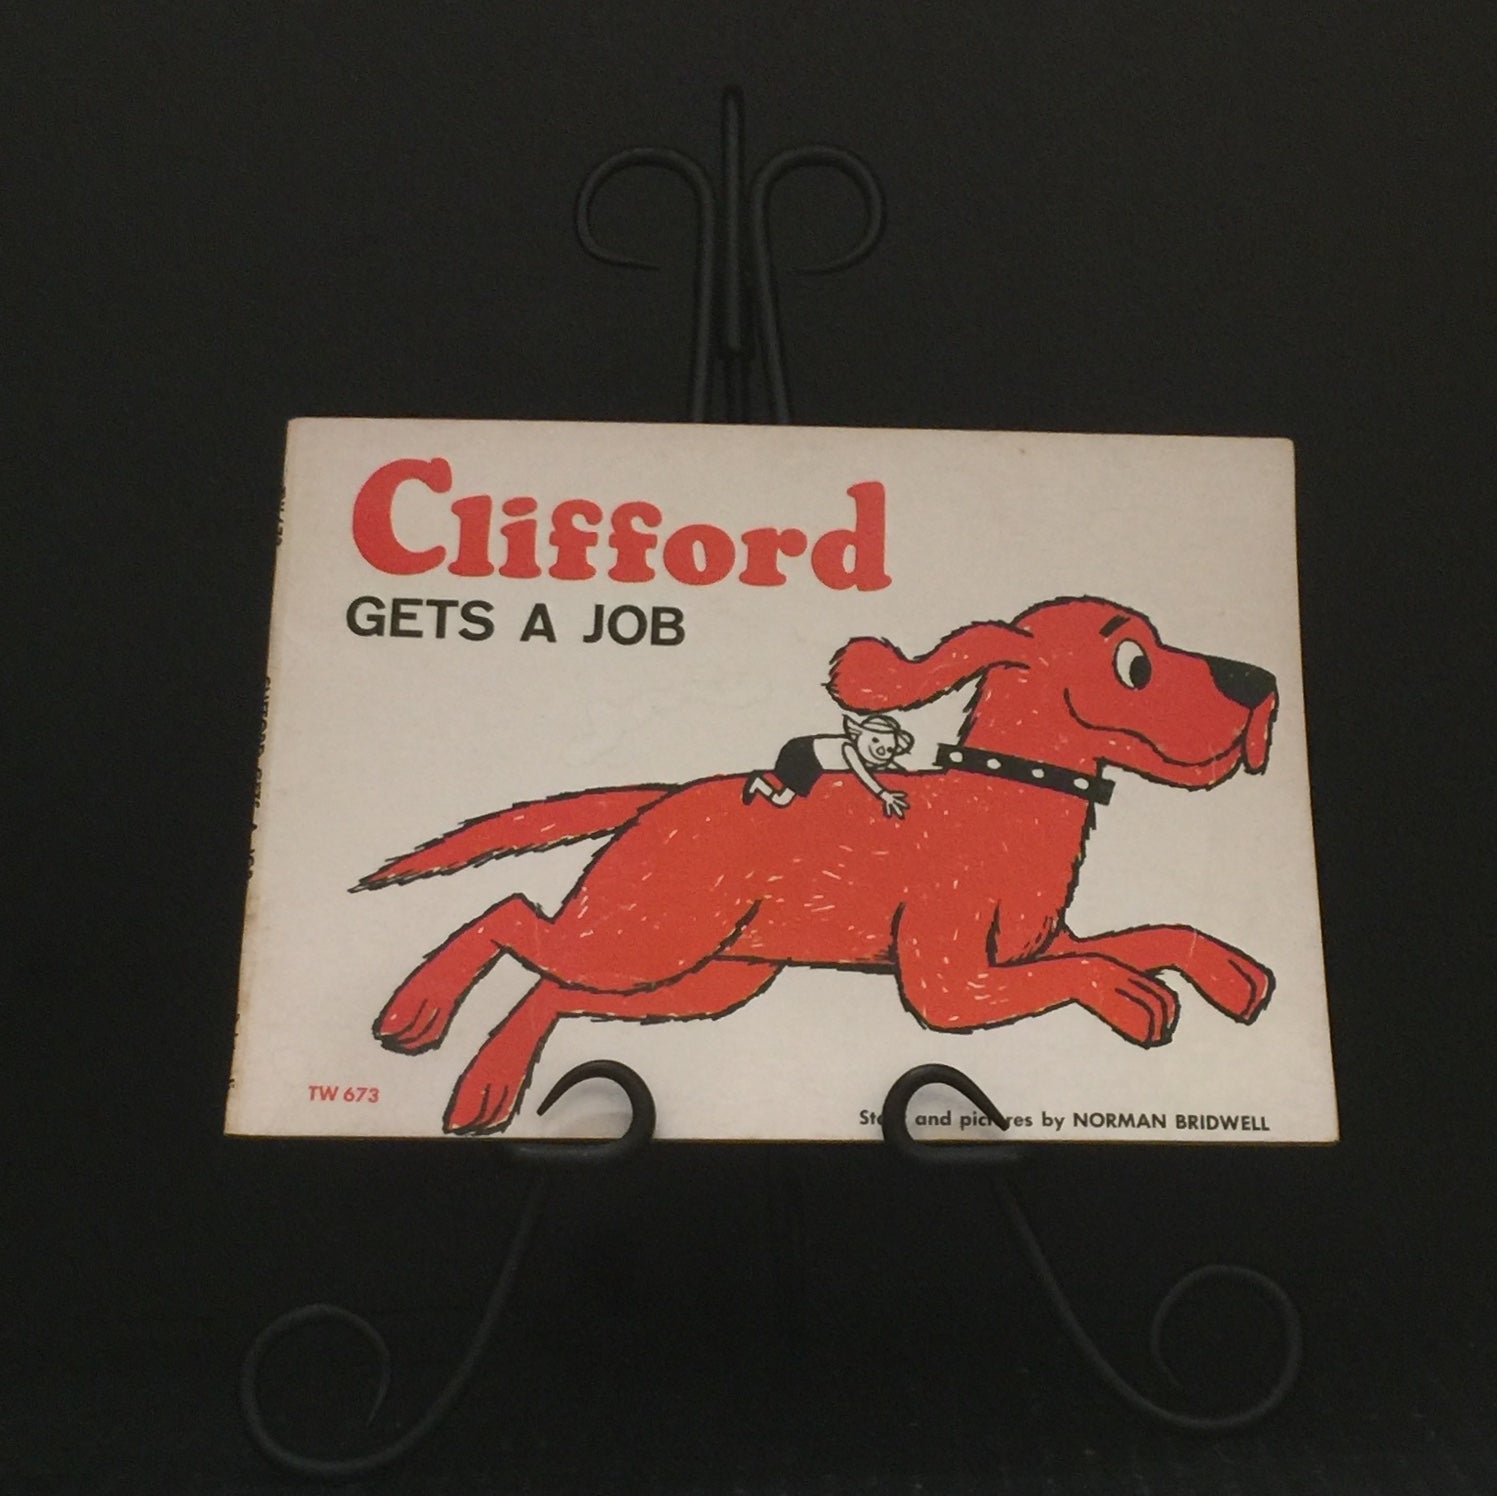 Clifford
GETS A JOB
TW 673
and by NORMAN BRIDWELL